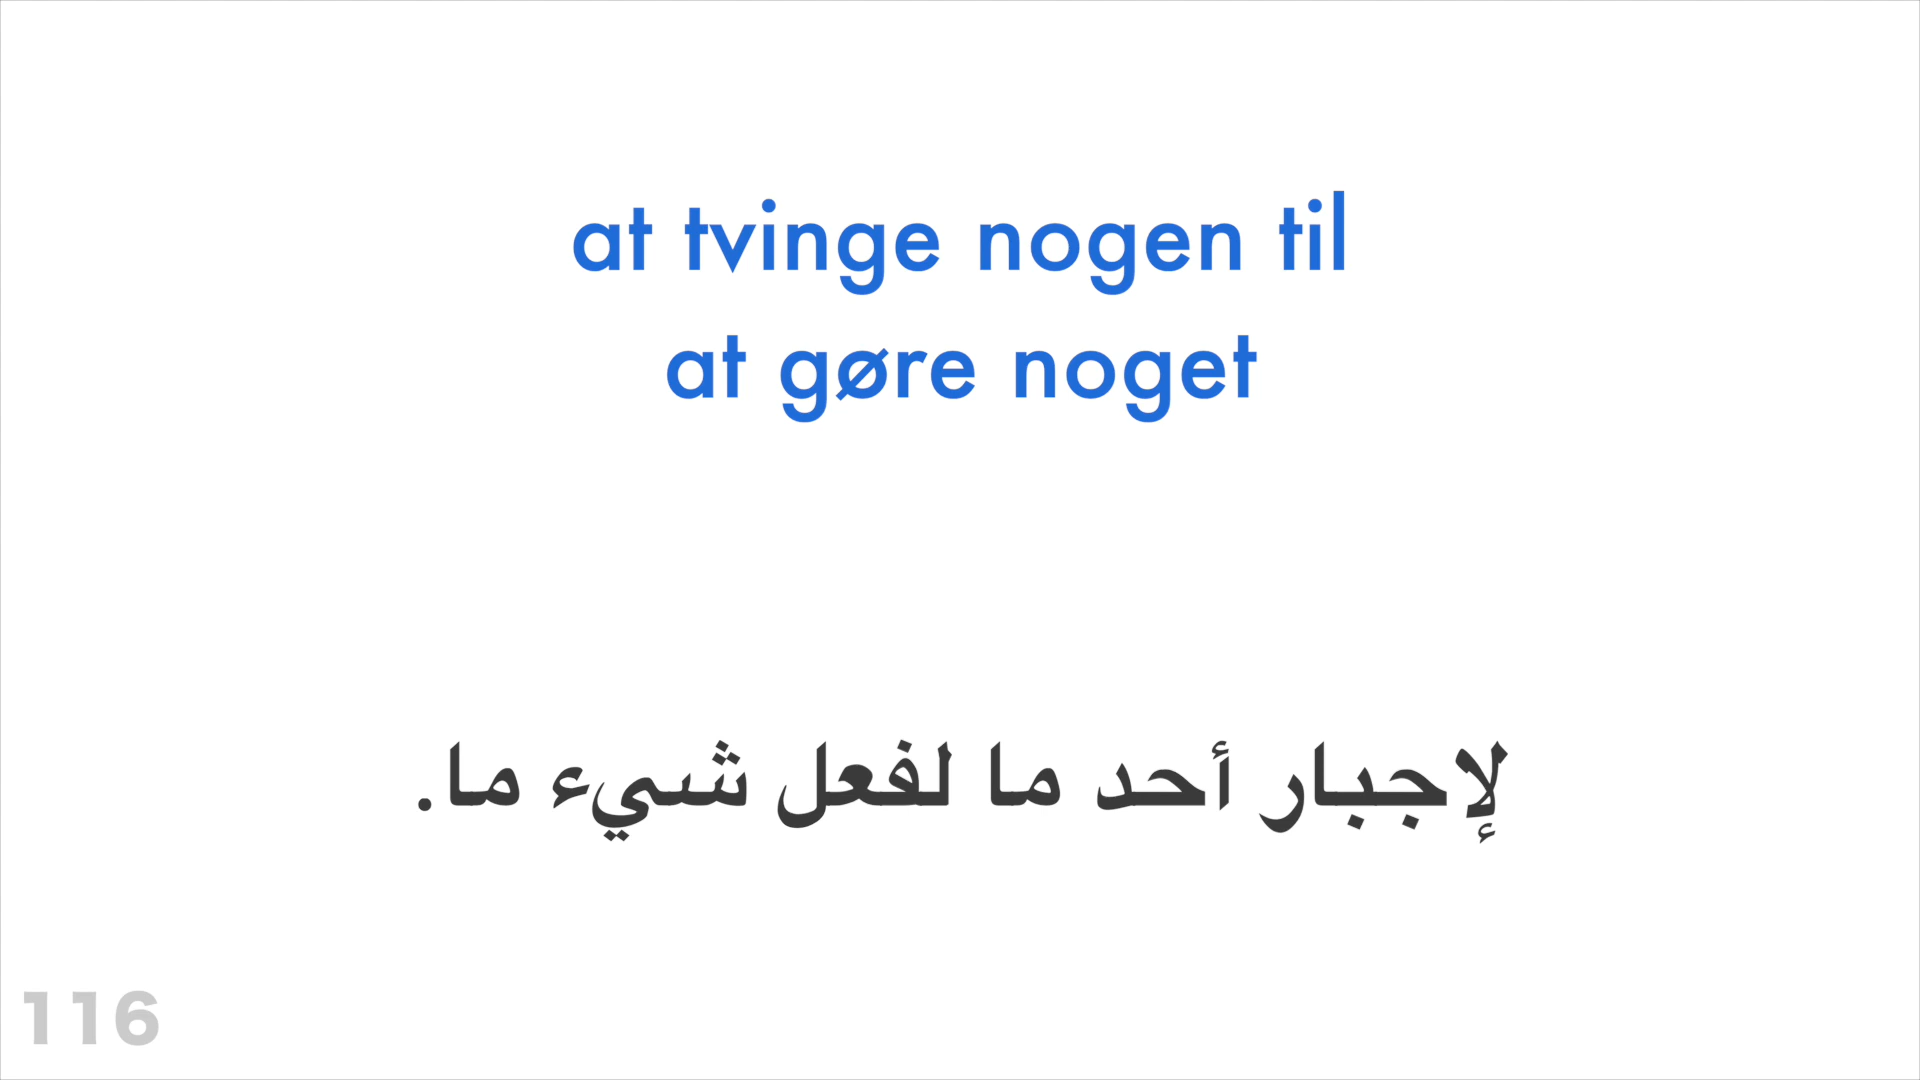 at tvinge nogen til
at gøre noget
لإجبار أحد ما لفعل شيء ما.
116